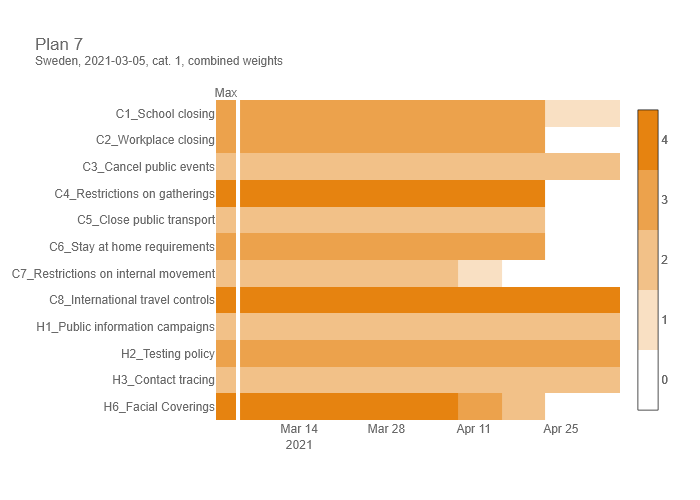 Plan 7
Sweden, 2021-03-05, cat. 1, combined weights
Max
C1_School closing
C2_Workplace closing
C3_Cancel public events
C4_Restrictions on gatherings
C5_Close public transport
C6_Stay at home requirements
C7_Restrictions on internal movement
C8_International travel controls
H1_Public information campaigns
H2_Testing policy
H3_Contact tracing
H6_Facial Coverings
Mar 14
2021
Mar 28
Apr 11
Apr 25
4
3
2
1
0